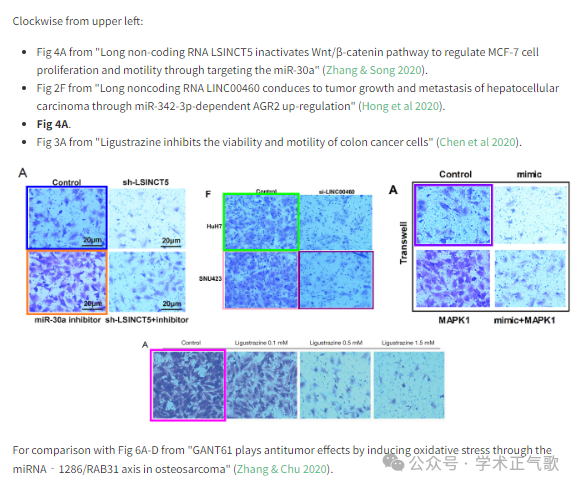 Clockwise from upper left:
• Fig 4A from "Long non-coding RNA LSINCT5 inactivates Wnt/β-catenin pathway to regulate MCF-7 cell
proliferation and motility through targeting the miR-30a" (Zhang & Song 2020).
• Fig 2F from "Long noncoding RNA LINC00460 conduces to tumor growth and metastasis of hepatocellular
carcinoma through miR-342-3p-dependent AGR2 up-regulation" (Hong et al 2020).
• Fig 4A.
• Fig 3A from "Ligustrazine inhibits the viability and motility of colon cancer cells" (Chen et al 2020).
A
Control sh-LSINCT5
20μm 20μm
20μm 20μm
miR-30a inhibitor sh-LSINCT5+inhibitor
F
Control si-LINC00460
HuH7
SNU423
A
Control mimic
Transwell
MAPK1 mimic+MAPK1
A
Control Ligustrazine 0.1 mM Ligustrazine 0.5 mM Ligustrazine 1.5 mM
For comparison with Fig 6A-D from "GANT61 plays antitumor effects by inducing oxidative stress through the
miRNA‐1286/RAB31 axis in osteosarcoma" (Zhang & Chu 2020).
公众号·学术正气歌